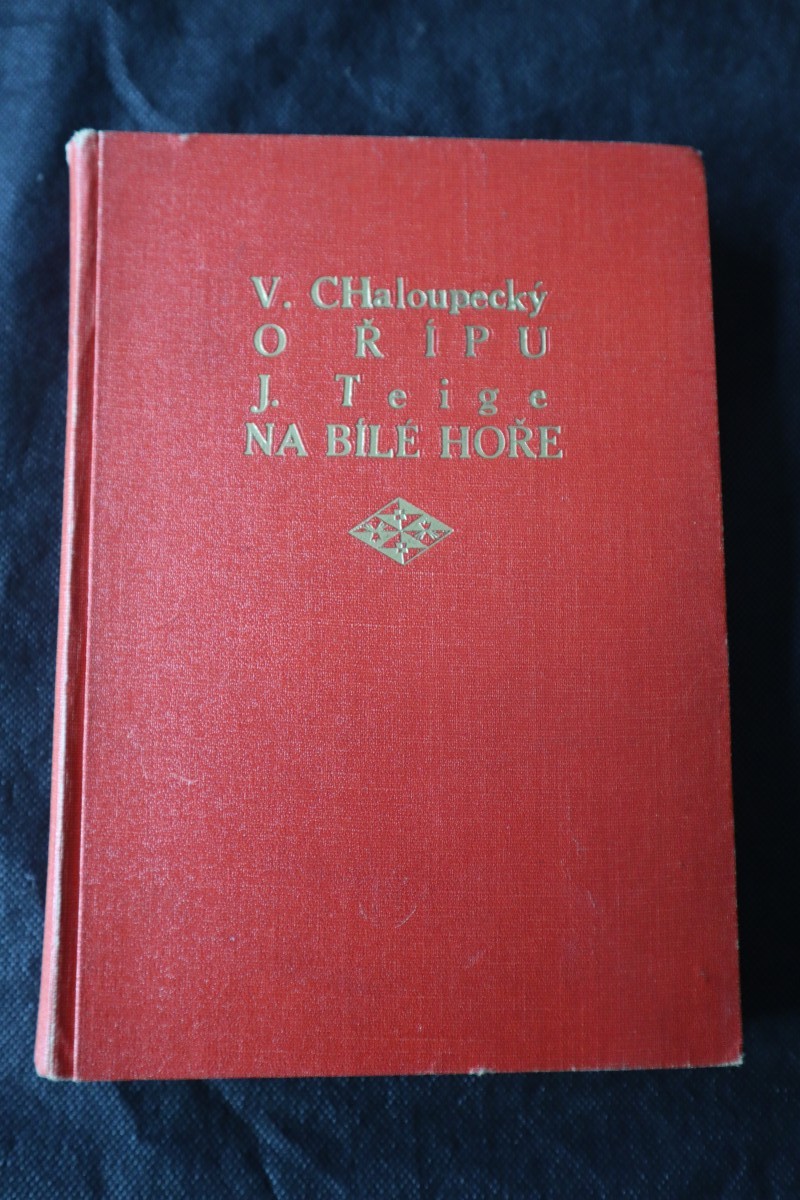 V. CHaloupecký
O ŘÍPU
J. Teige
NA BÍLÉ HOŘE